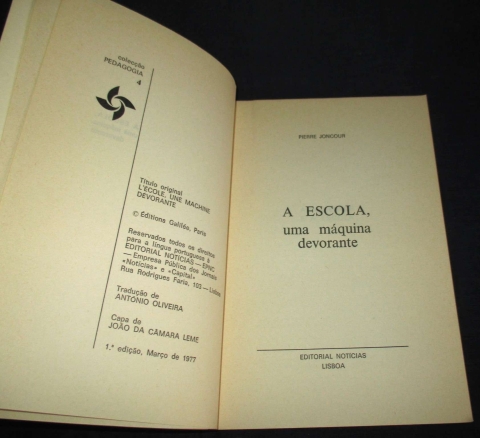 colecção
PEDAGOGIA
4
Título original
L'ÉCOLE, UNE MACHINE
DEVORANTE
© Editions Galilée, Paris
Reservados todos os direitos
para a língua portuguesa à
EDITORIAL NOTÍCIAS — EPNC
— Empresa Pública dos Jornais
«Notícias» e «Capital»
Rua Rodrigues Faria, 103 — Lisboa
Tradução de
ANTÓNIO OLIVEIRA
Capa de
JOÃO DA CÂMARA LEME
1.ª edição, Março de 1977
PIERRE JONCOUR
A ESCOLA,
uma máquina
devorante
EDITORIAL NOTÍCIAS
LISBOA